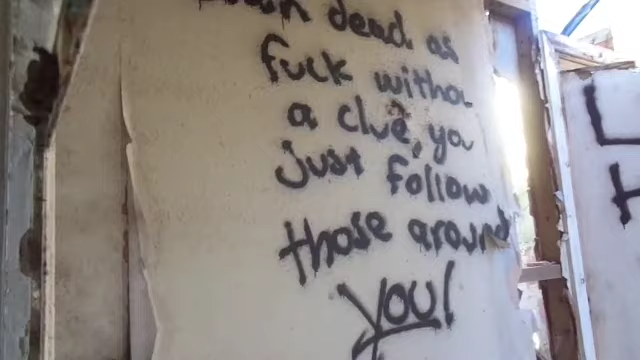 dead as
fuck withou
a clue, you
just follow
those around
you!